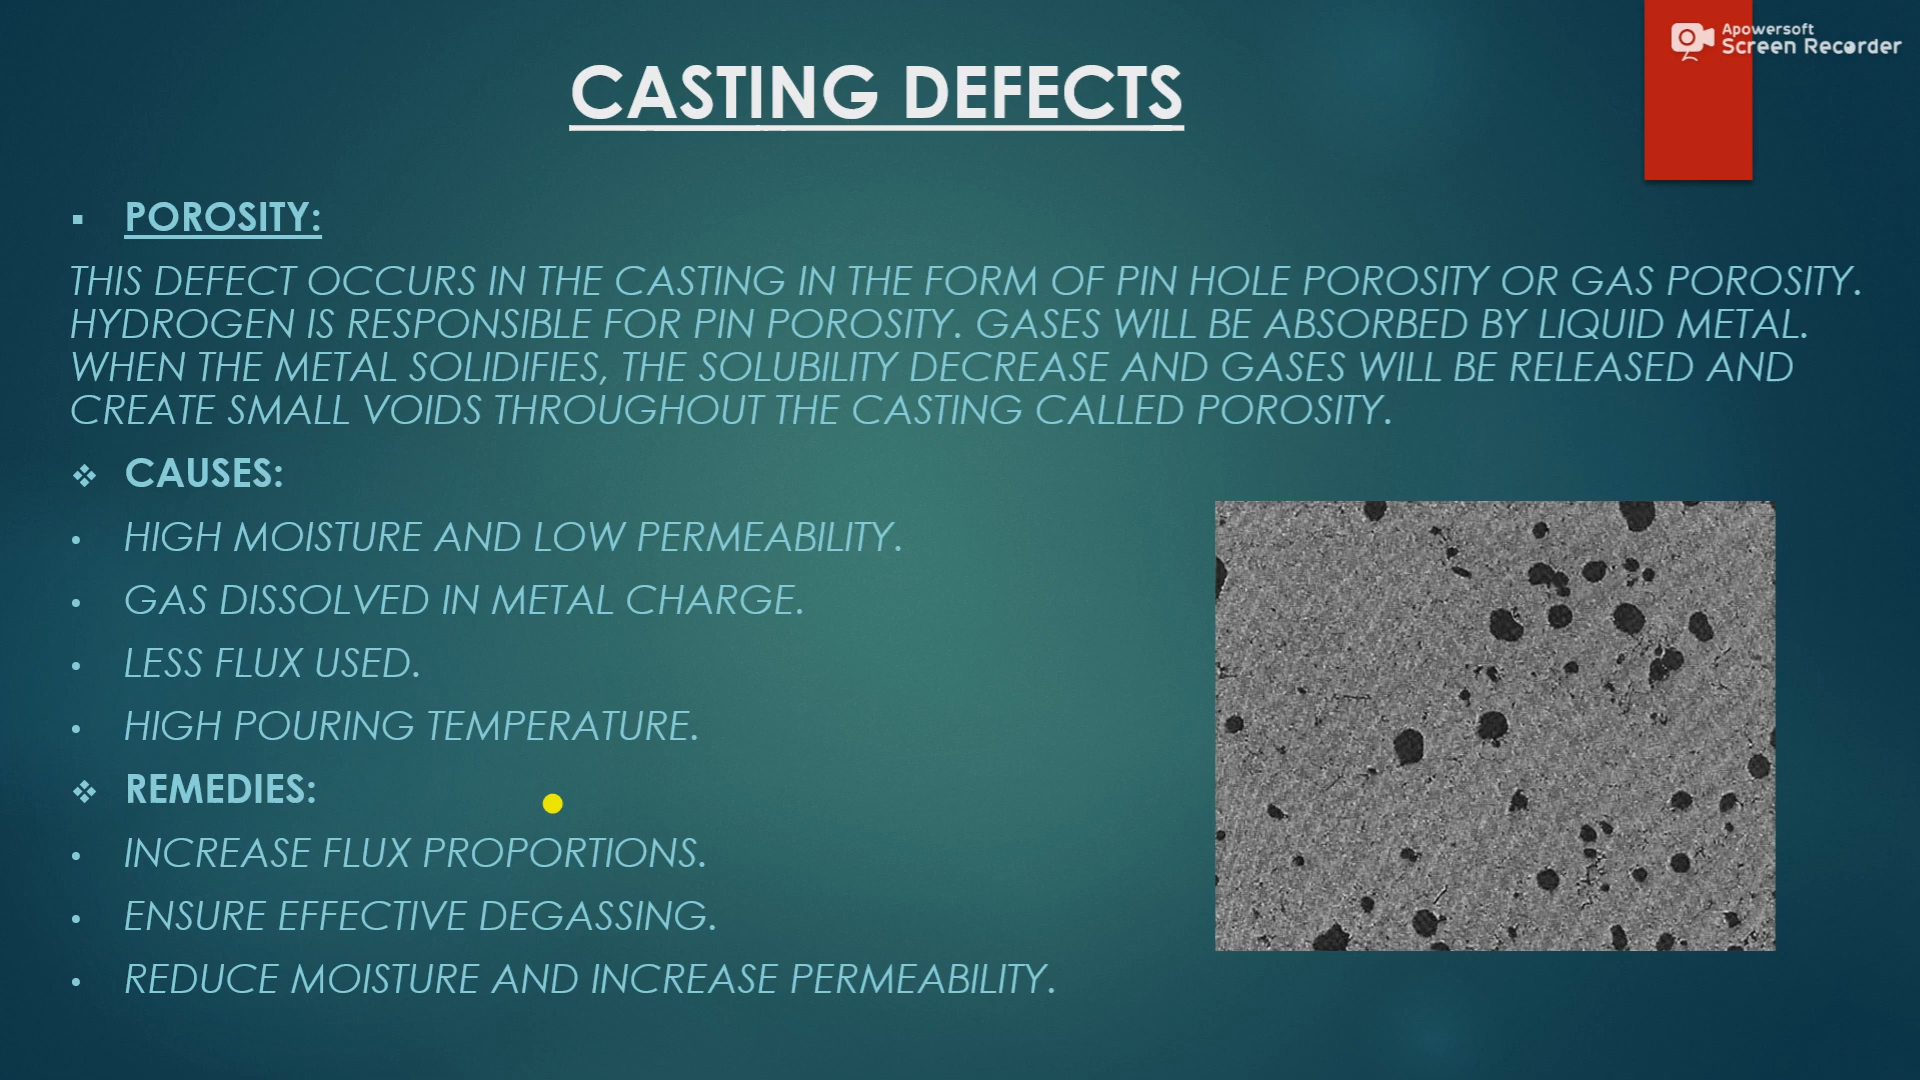 Apowersoft
Screen Recorder
CASTING DEFECTS
▪ POROSITY:
THIS DEFECT OCCURS IN THE CASTING IN THE FORM OF PIN HOLE POROSITY OR GAS POROSITY.
HYDROGEN IS RESPONSIBLE FOR PIN POROSITY. GASES WILL BE ABSORBED BY LIQUID METAL.
WHEN THE METAL SOLIDIFIES, THE SOLUBILITY DECREASE AND GASES WILL BE RELEASED AND
CREATE SMALL VOIDS THROUGHOUT THE CASTING CALLED POROSITY.
❖ CAUSES:
• HIGH MOISTURE AND LOW PERMEABILITY.
• GAS DISSOLVED IN METAL CHARGE.
• LESS FLUX USED.
• HIGH POURING TEMPERATURE.
❖ REMEDIES:
• INCREASE FLUX PROPORTIONS.
• ENSURE EFFECTIVE DEGASSING.
• REDUCE MOISTURE AND INCREASE PERMEABILITY.